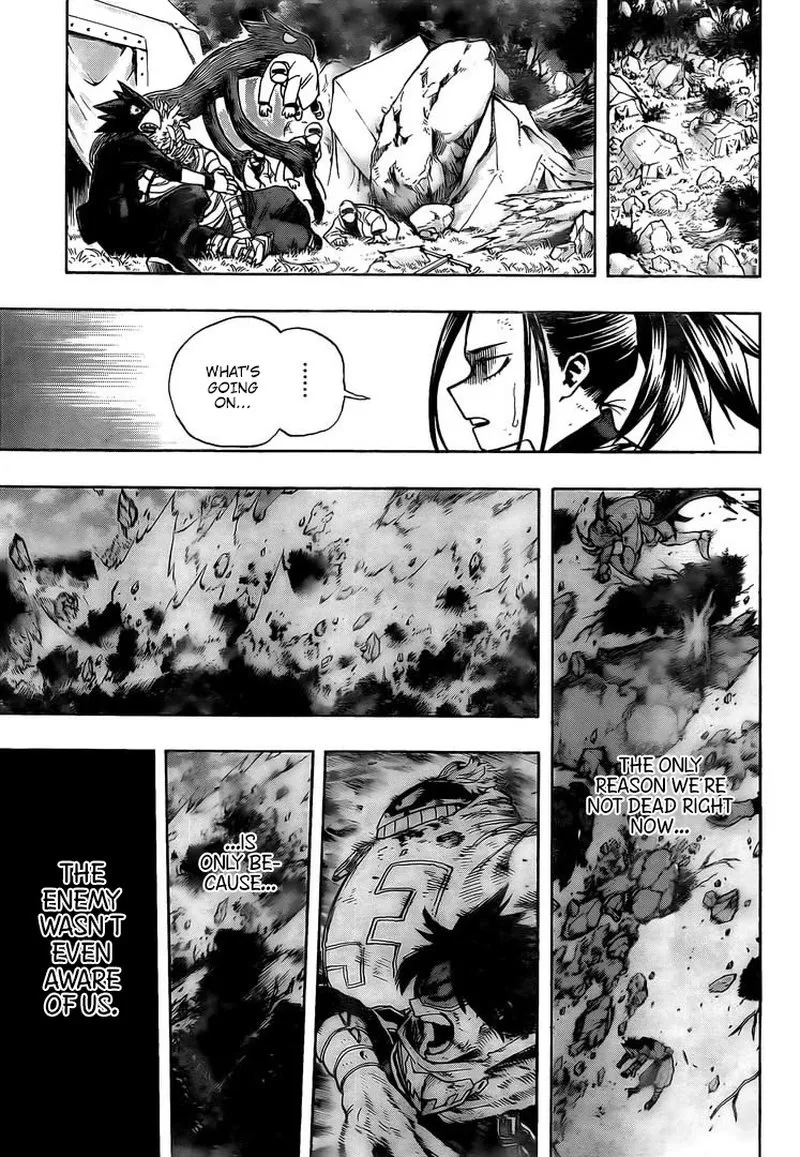 ......
WHAT'S
GOING
ON...
THE ONLY
REASON WE'RE
NOT DEAD RIGHT
NOW...
...IS
ONLY BE-
CAUSE...
THE
ENEMY
WASN'T
EVEN
AWARE
OF US.